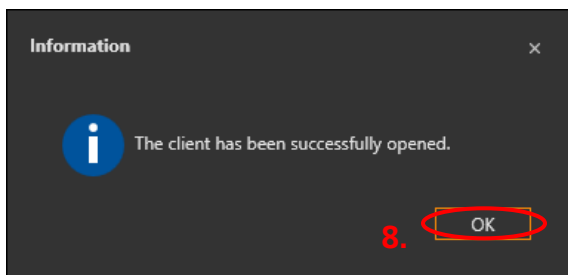 Information
The client has been successfully opened.
8.
OK